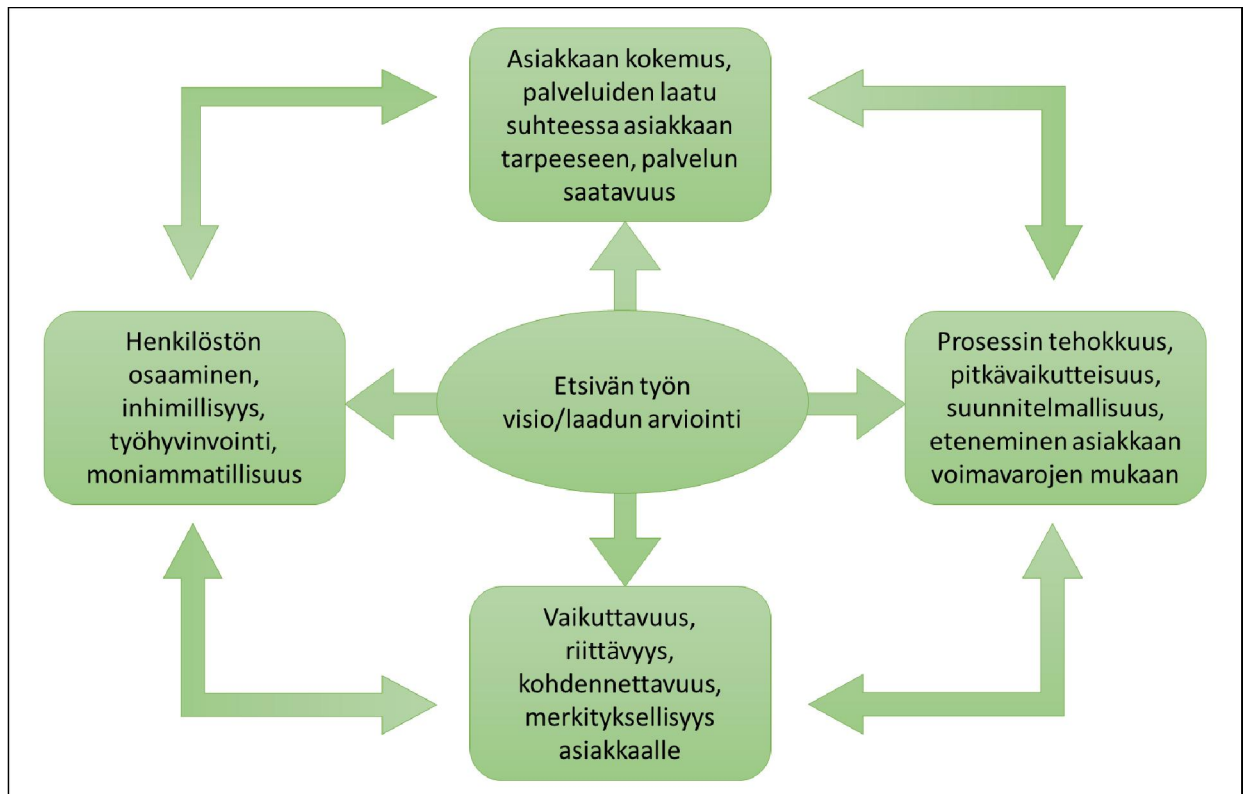 Asiakkaan kokemus,
palveluiden laatu
suhteessa asiakkaan
tarpeeseen, palvelun
saatavuus
Henkilöstön
osaaminen,
inhimillisyys,
työhyvinvointi,
moniammatillisuus
Etsivän työn
visio/laadun arviointi
Prosessin tehokkuus,
pitkävaikutteisuus,
suunnitelmallisuus,
eteneminen asiakkaan
voimavarojen mukaan
Vaikuttavuus,
riittävyys,
kohdennettavuus,
merkityksellisyys
asiakkaalle